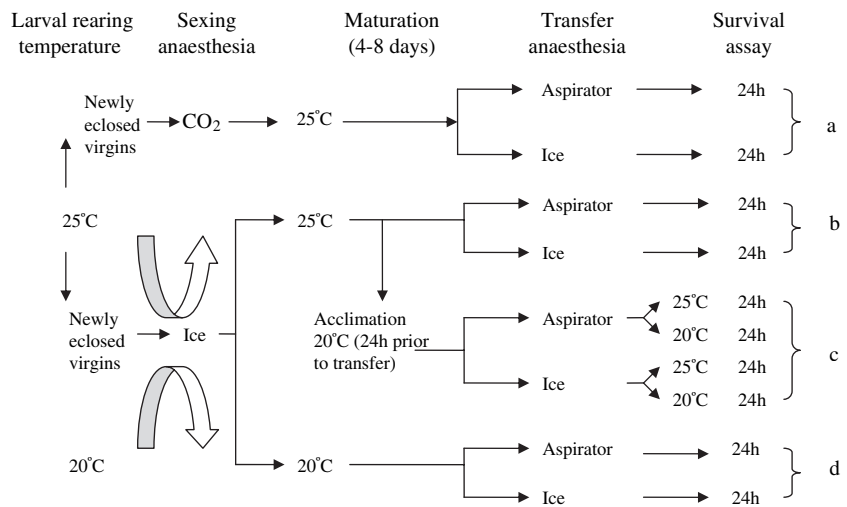 Larval rearing temperature
Sexing anaesthesia
Maturation (4-8 days)
Transfer anaesthesia
Survival assay
Newly eclosed virgins
CO₂
25°C
Aspirator
24h
Ice
24h
a
25°C
25°C
Aspirator
24h
Ice
24h
b
Newly eclosed virgins
Ice
Acclimation
20°C (24h prior
to transfer)
Aspirator
25°C 24h
20°C 24h
Ice
25°C 24h
20°C 24h
c
20°C
20°C
Aspirator
24h
Ice
24h
d